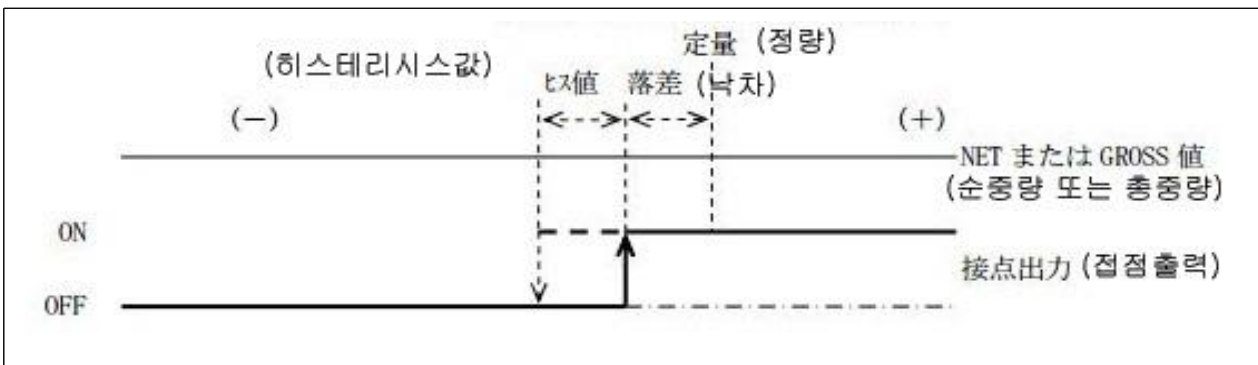 定量 (정량)
(히스테리시스값)
ﾋｽ値 落差 (낙차)
(－) (＋)
NET または GROSS 値
(순중량 또는 총중량)
ON
接点出力 (접점출력)
OFF